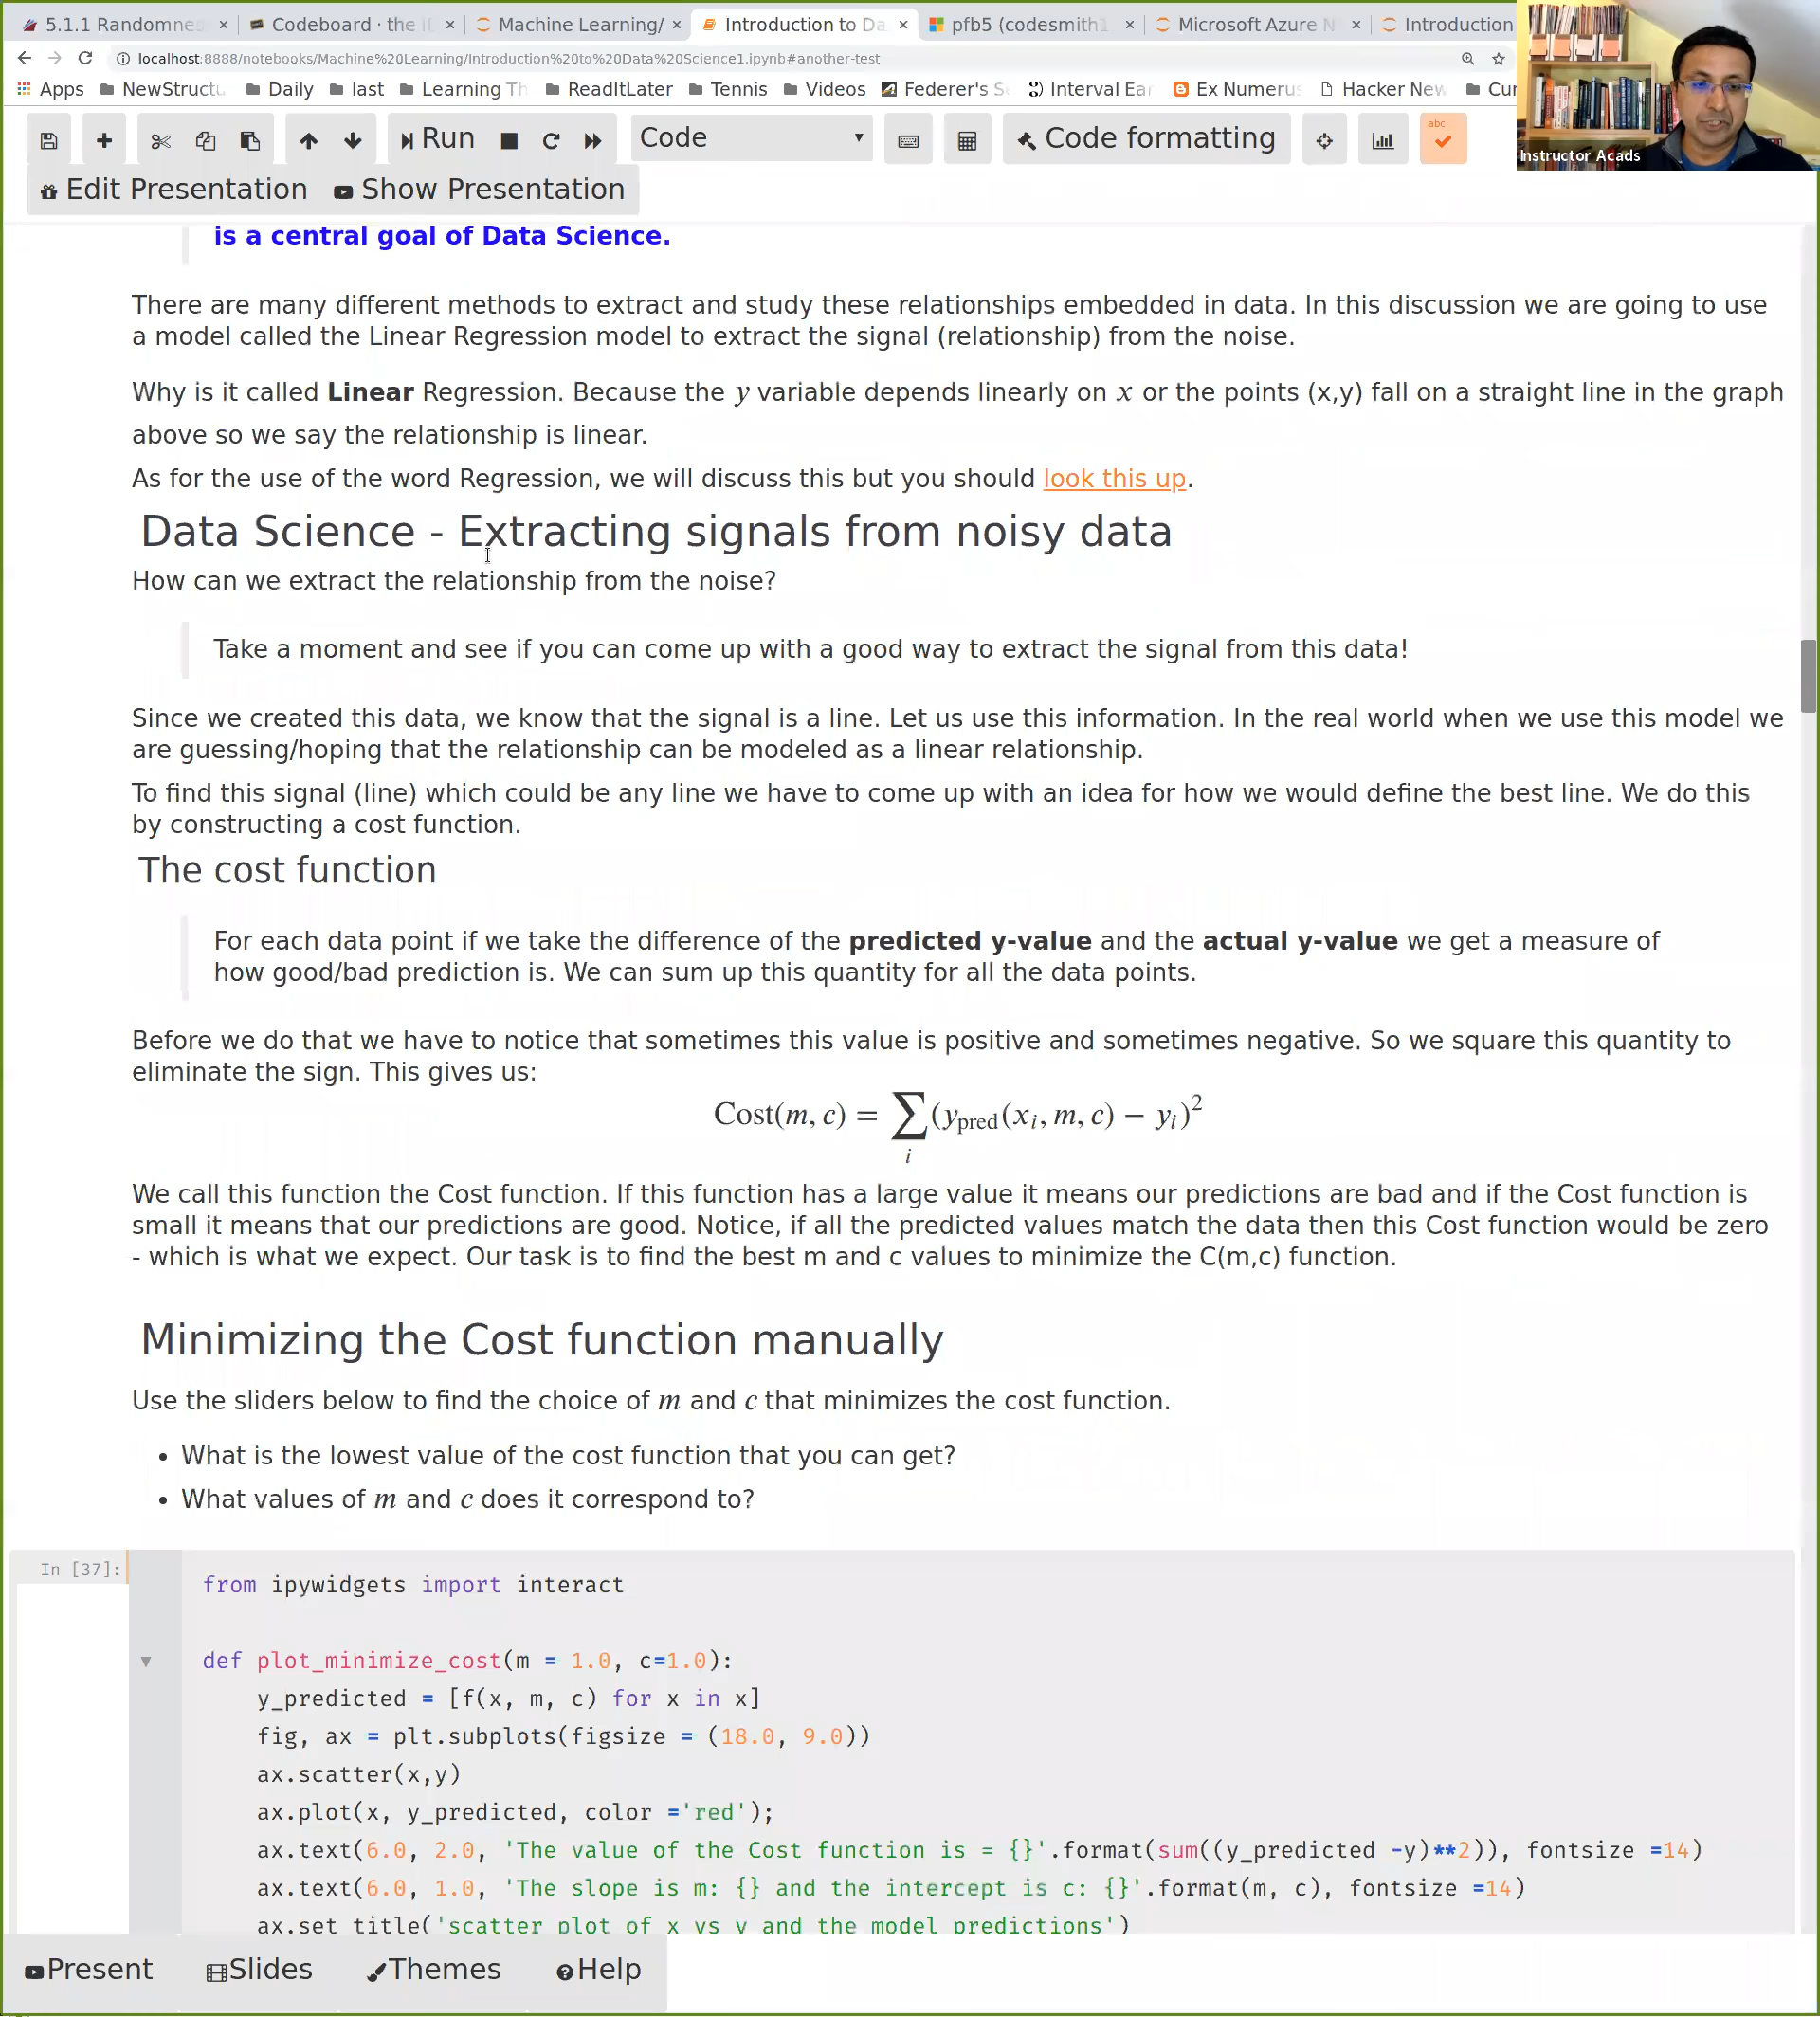 5.1.1 Randomne
Codeboard · the I
Machine Learning/
Introduction to Da
pfb5 (codesmith1
Microsoft Azure N
Introduction
localhost:8888/notebooks/Machine%20Learning/Introduction%20to%20Data%20Science1.ipynb#another-test
Apps NewStructu Daily last Learning Th ReadItLater Tennis Videos Federer's S Interval Ear Ex Numerus Hacker New Cur
Run Code Code formatting abc
Instructor Acads
Edit Presentation Show Presentation
is a central goal of Data Science.
There are many different methods to extract and study these relationships embedded in data. In this discussion we are going to use
a model called the Linear Regression model to extract the signal (relationship) from the noise.
Why is it called Linear Regression. Because the y variable depends linearly on x or the points (x,y) fall on a straight line in the graph
above so we say the relationship is linear.
As for the use of the word Regression, we will discuss this but you should look this up.
Data Science - Extracting signals from noisy data
How can we extract the relationship from the noise?
Take a moment and see if you can come up with a good way to extract the signal from this data!
Since we created this data, we know that the signal is a line. Let us use this information. In the real world when we use this model we
are guessing/hoping that the relationship can be modeled as a linear relationship.
To find this signal (line) which could be any line we have to come up with an idea for how we would define the best line. We do this
by constructing a cost function.
The cost function
For each data point if we take the difference of the predicted y-value and the actual y-value we get a measure of
how good/bad prediction is. We can sum up this quantity for all the data points.
Before we do that we have to notice that sometimes this value is positive and sometimes negative. So we square this quantity to
eliminate the sign. This gives us:
Cost(m, c) = ∑_i (y_pred(x_i, m, c) − y_i)²
We call this function the Cost function. If this function has a large value it means our predictions are bad and if the Cost function is
small it means that our predictions are good. Notice, if all the predicted values match the data then this Cost function would be zero
- which is what we expect. Our task is to find the best m and c values to minimize the C(m,c) function.
Minimizing the Cost function manually
Use the sliders below to find the choice of m and c that minimizes the cost function.
• What is the lowest value of the cost function that you can get?
• What values of m and c does it correspond to?
In [37]:
from ipywidgets import interact
def plot_minimize_cost(m = 1.0, c=1.0):
    y_predicted = [f(x, m, c) for x in x]
    fig, ax = plt.subplots(figsize = (18.0, 9.0))
    ax.scatter(x,y)
    ax.plot(x, y_predicted, color ='red');
    ax.text(6.0, 2.0, 'The value of the Cost function is = {}'.format(sum((y_predicted -y)**2)), fontsize =14)
    ax.text(6.0, 1.0, 'The slope is m: {} and the intercept is c: {}'.format(m, c), fontsize =14)
    ax.set_title('scatter plot of x vs y and the model predictions')
Present Slides Themes Help